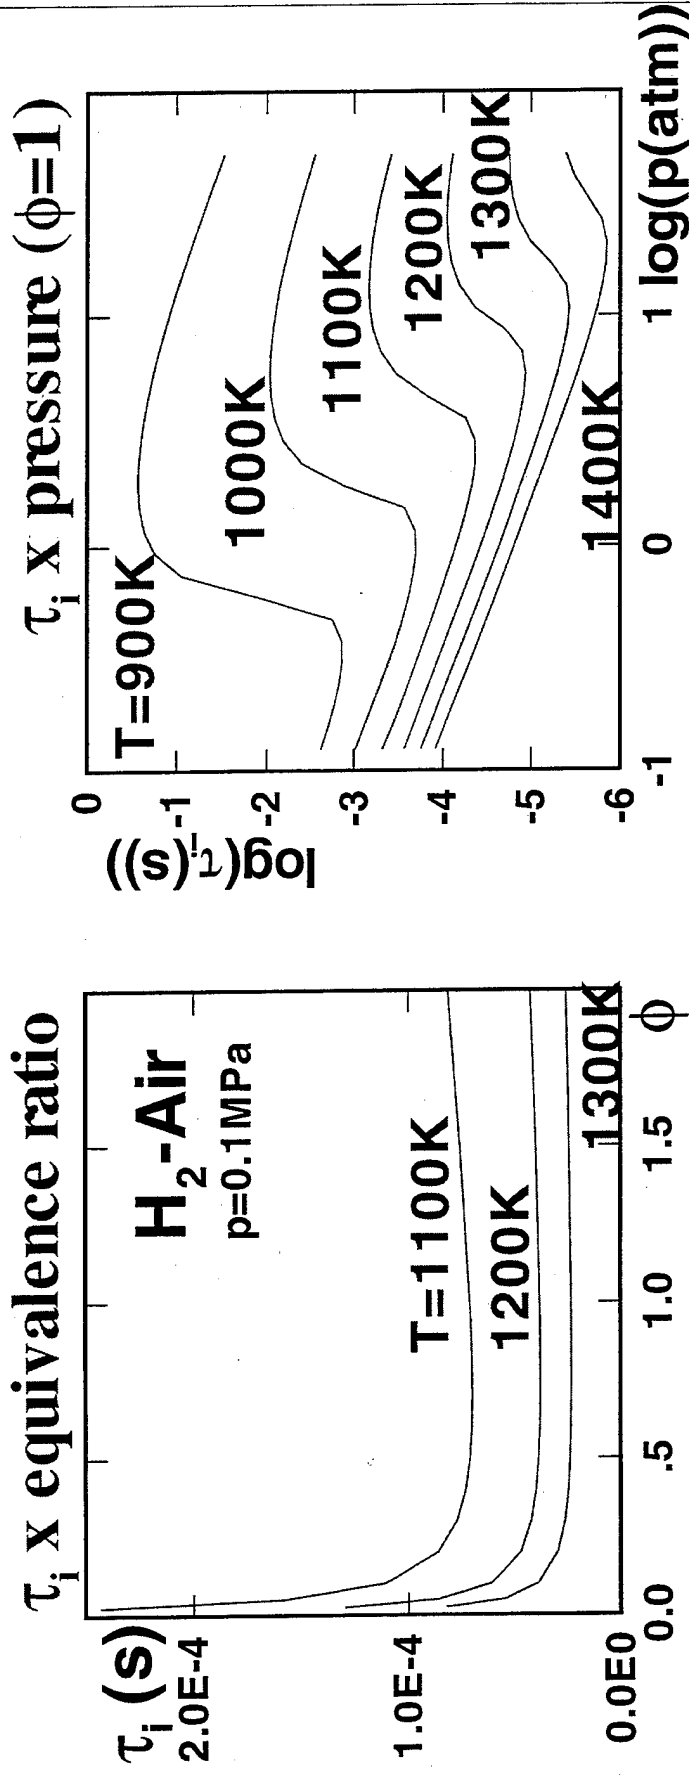 τi x equivalence ratio
τi (s)
2.0E-4
1.0E-4
0.0E0
H2-Air
p=0.1MPa
T=1100K
1200K
1300K
0.0
.5
1.0
1.5
ϕ
τi x pressure (ϕ=1)
log(τi(s))
0
-1
-2
-3
-4
-5
-6
T=900K
1000K
1100K
1200K
1300K
1400K
-1
0
1
log(p(atm))